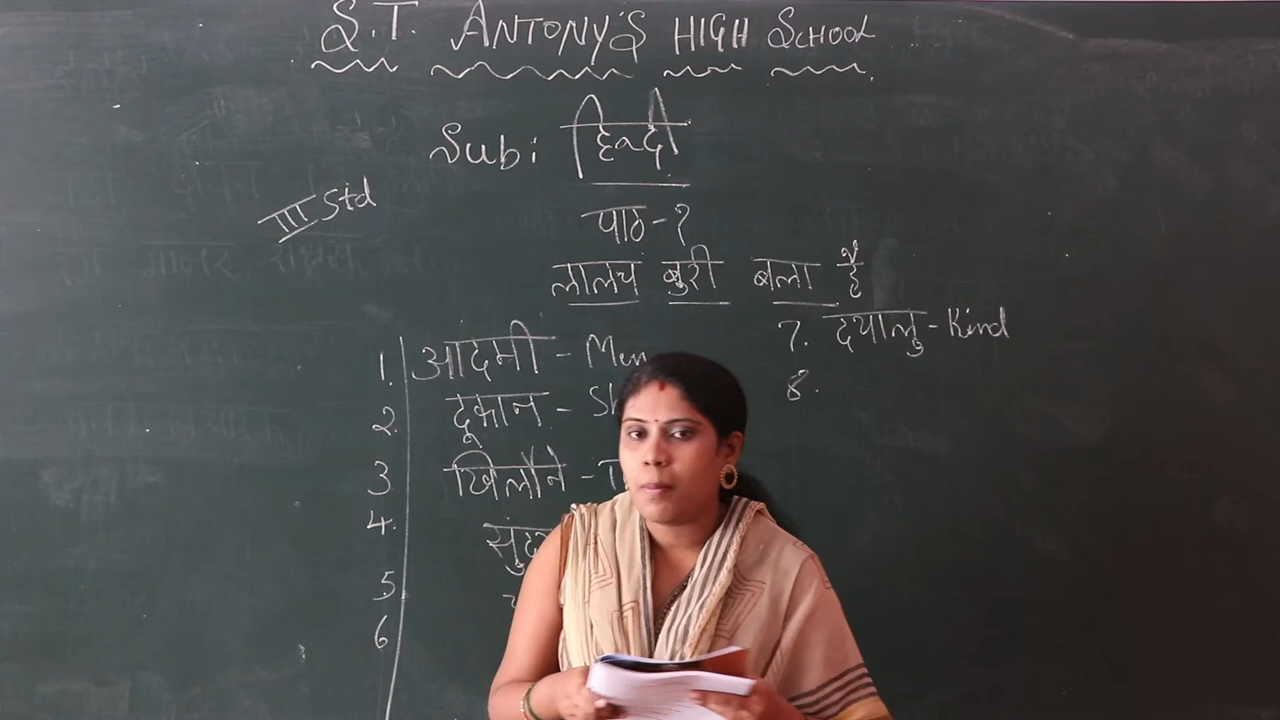 S.T. ANTONY'S HIGH SCHOOL
Sub: हिन्दी
III Std
पाठ-१
लालच बुरी बला है
1. आदमी - Men
2. दूकान -
3 खिलौने -
4.
5
6
7. दयालु - Kind
8.